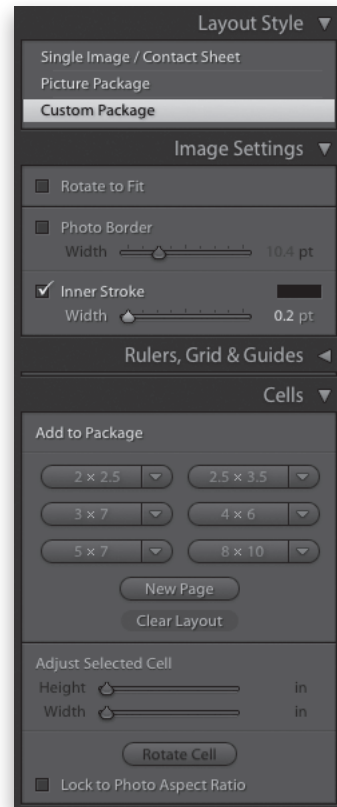 Layout Style
Single Image / Contact Sheet
Picture Package
Custom Package
Image Settings
Rotate to Fit
Photo Border
Width 10.4 pt
Inner Stroke
Width 0.2 pt
Rulers, Grid & Guides
Cells
Add to Package
2 × 2.5 2.5 × 3.5
3 × 7 4 × 6
5 × 7 8 × 10
New Page
Clear Layout
Adjust Selected Cell
Height in
Width in
Rotate Cell
Lock to Photo Aspect Ratio